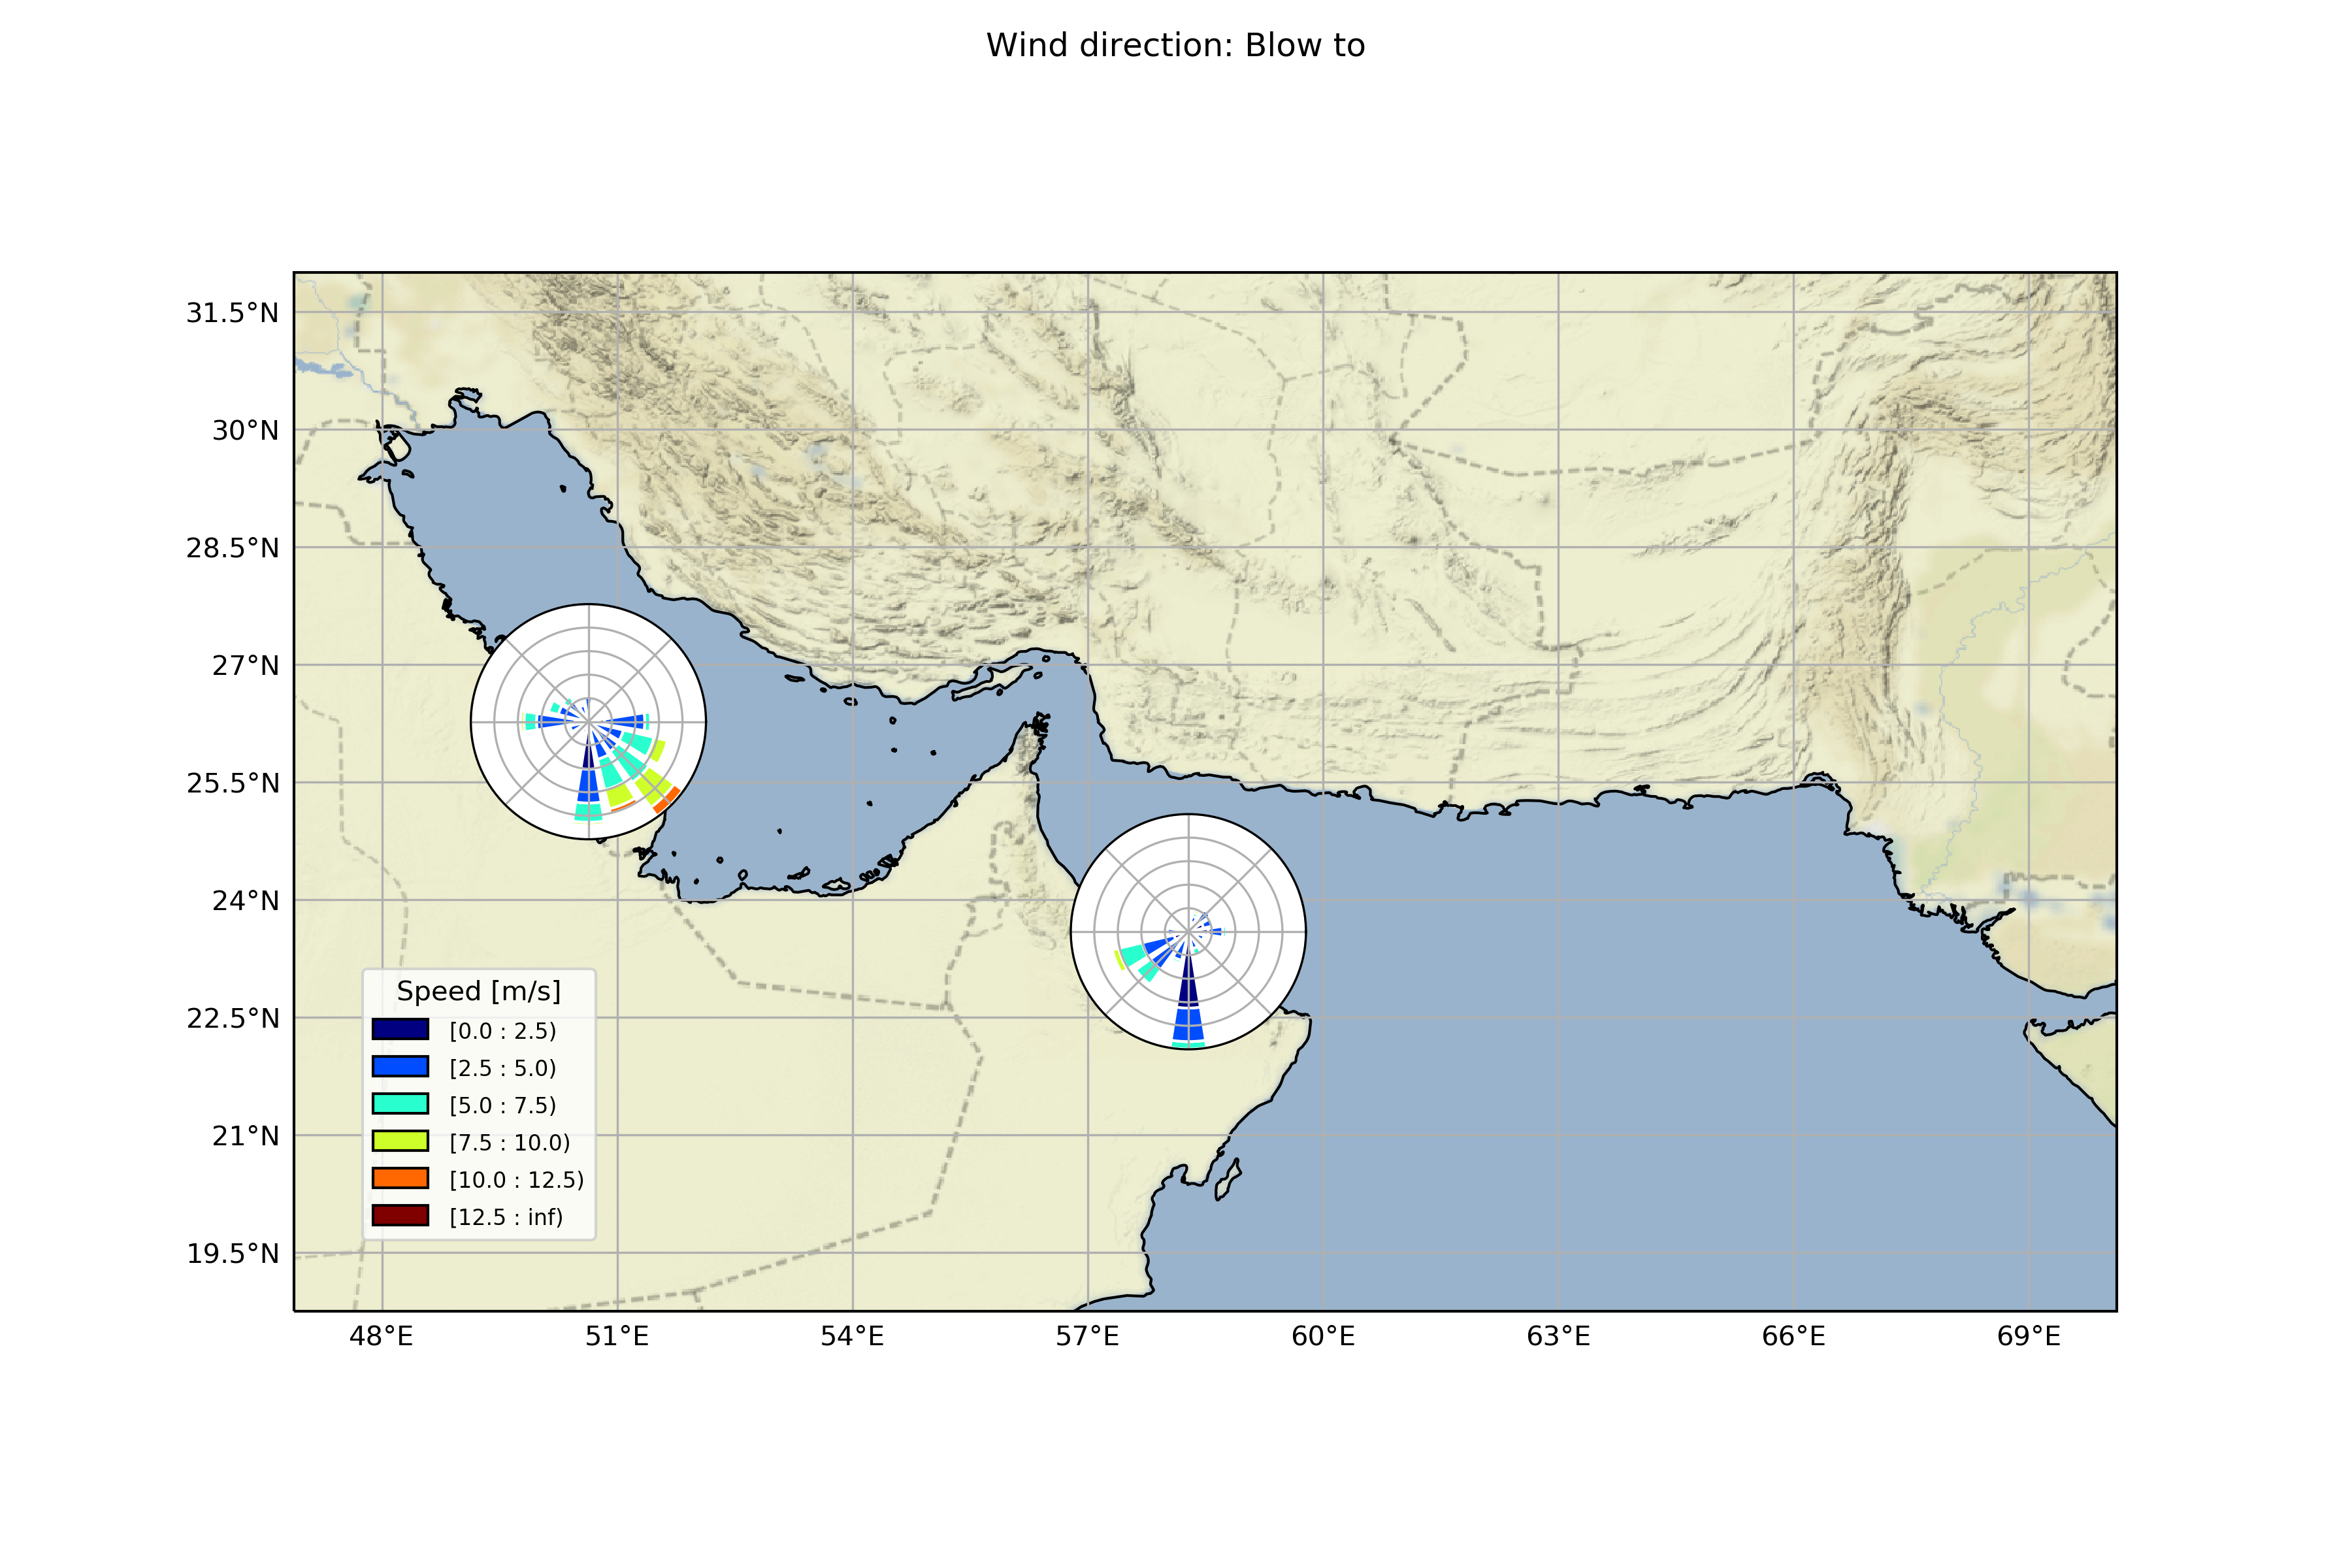 Wind direction: Blow to
31.5°N
30°N
28.5°N
27°N
25.5°N
24°N
22.5°N
21°N
19.5°N
Speed [m/s]
[0.0 : 2.5)
[2.5 : 5.0)
[5.0 : 7.5)
[7.5 : 10.0)
[10.0 : 12.5)
[12.5 : inf)
48°E 51°E 54°E 57°E 60°E 63°E 66°E 69°E